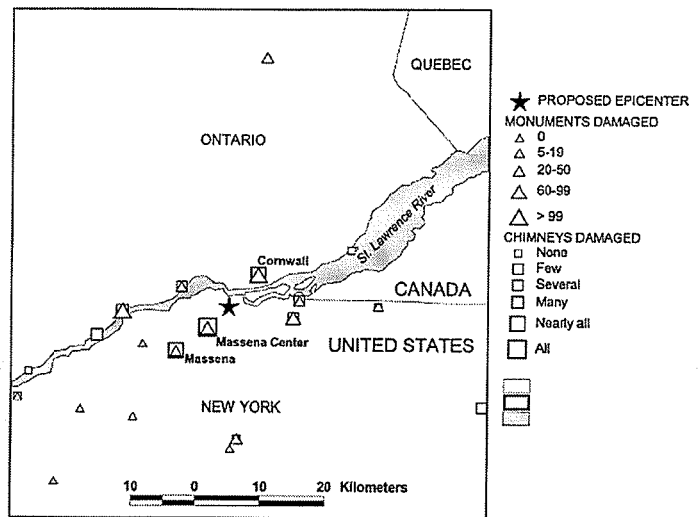 QUEBEC
ONTARIO
St. Lawrence River
Cornwall
CANADA
Massena Center
UNITED STATES
Massena
NEW YORK
10 0 10 20 Kilometers
PROPOSED EPICENTER
MONUMENTS DAMAGED
0
5-19
20-50
60-99
> 99
CHIMNEYS DAMAGED
None
Few
Several
Many
Nearly all
All